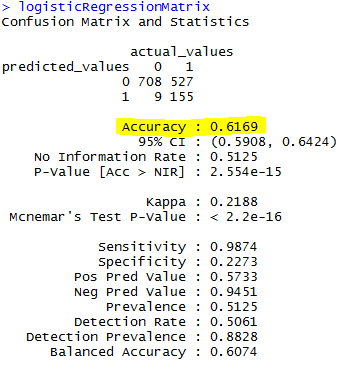 > logisticRegressionMatrix
Confusion Matrix and Statistics
actual_values
predicted_values 0 1
0 708 527
1 9 155
Accuracy : 0.6169
95% CI : (0.5908, 0.6424)
No Information Rate : 0.5125
P-Value [Acc > NIR] : 2.554e-15
Kappa : 0.2188
Mcnemar's Test P-Value : < 2.2e-16
Sensitivity : 0.9874
Specificity : 0.2273
Pos Pred Value : 0.5733
Neg Pred Value : 0.9451
Prevalence : 0.5125
Detection Rate : 0.5061
Detection Prevalence : 0.8828
Balanced Accuracy : 0.6074